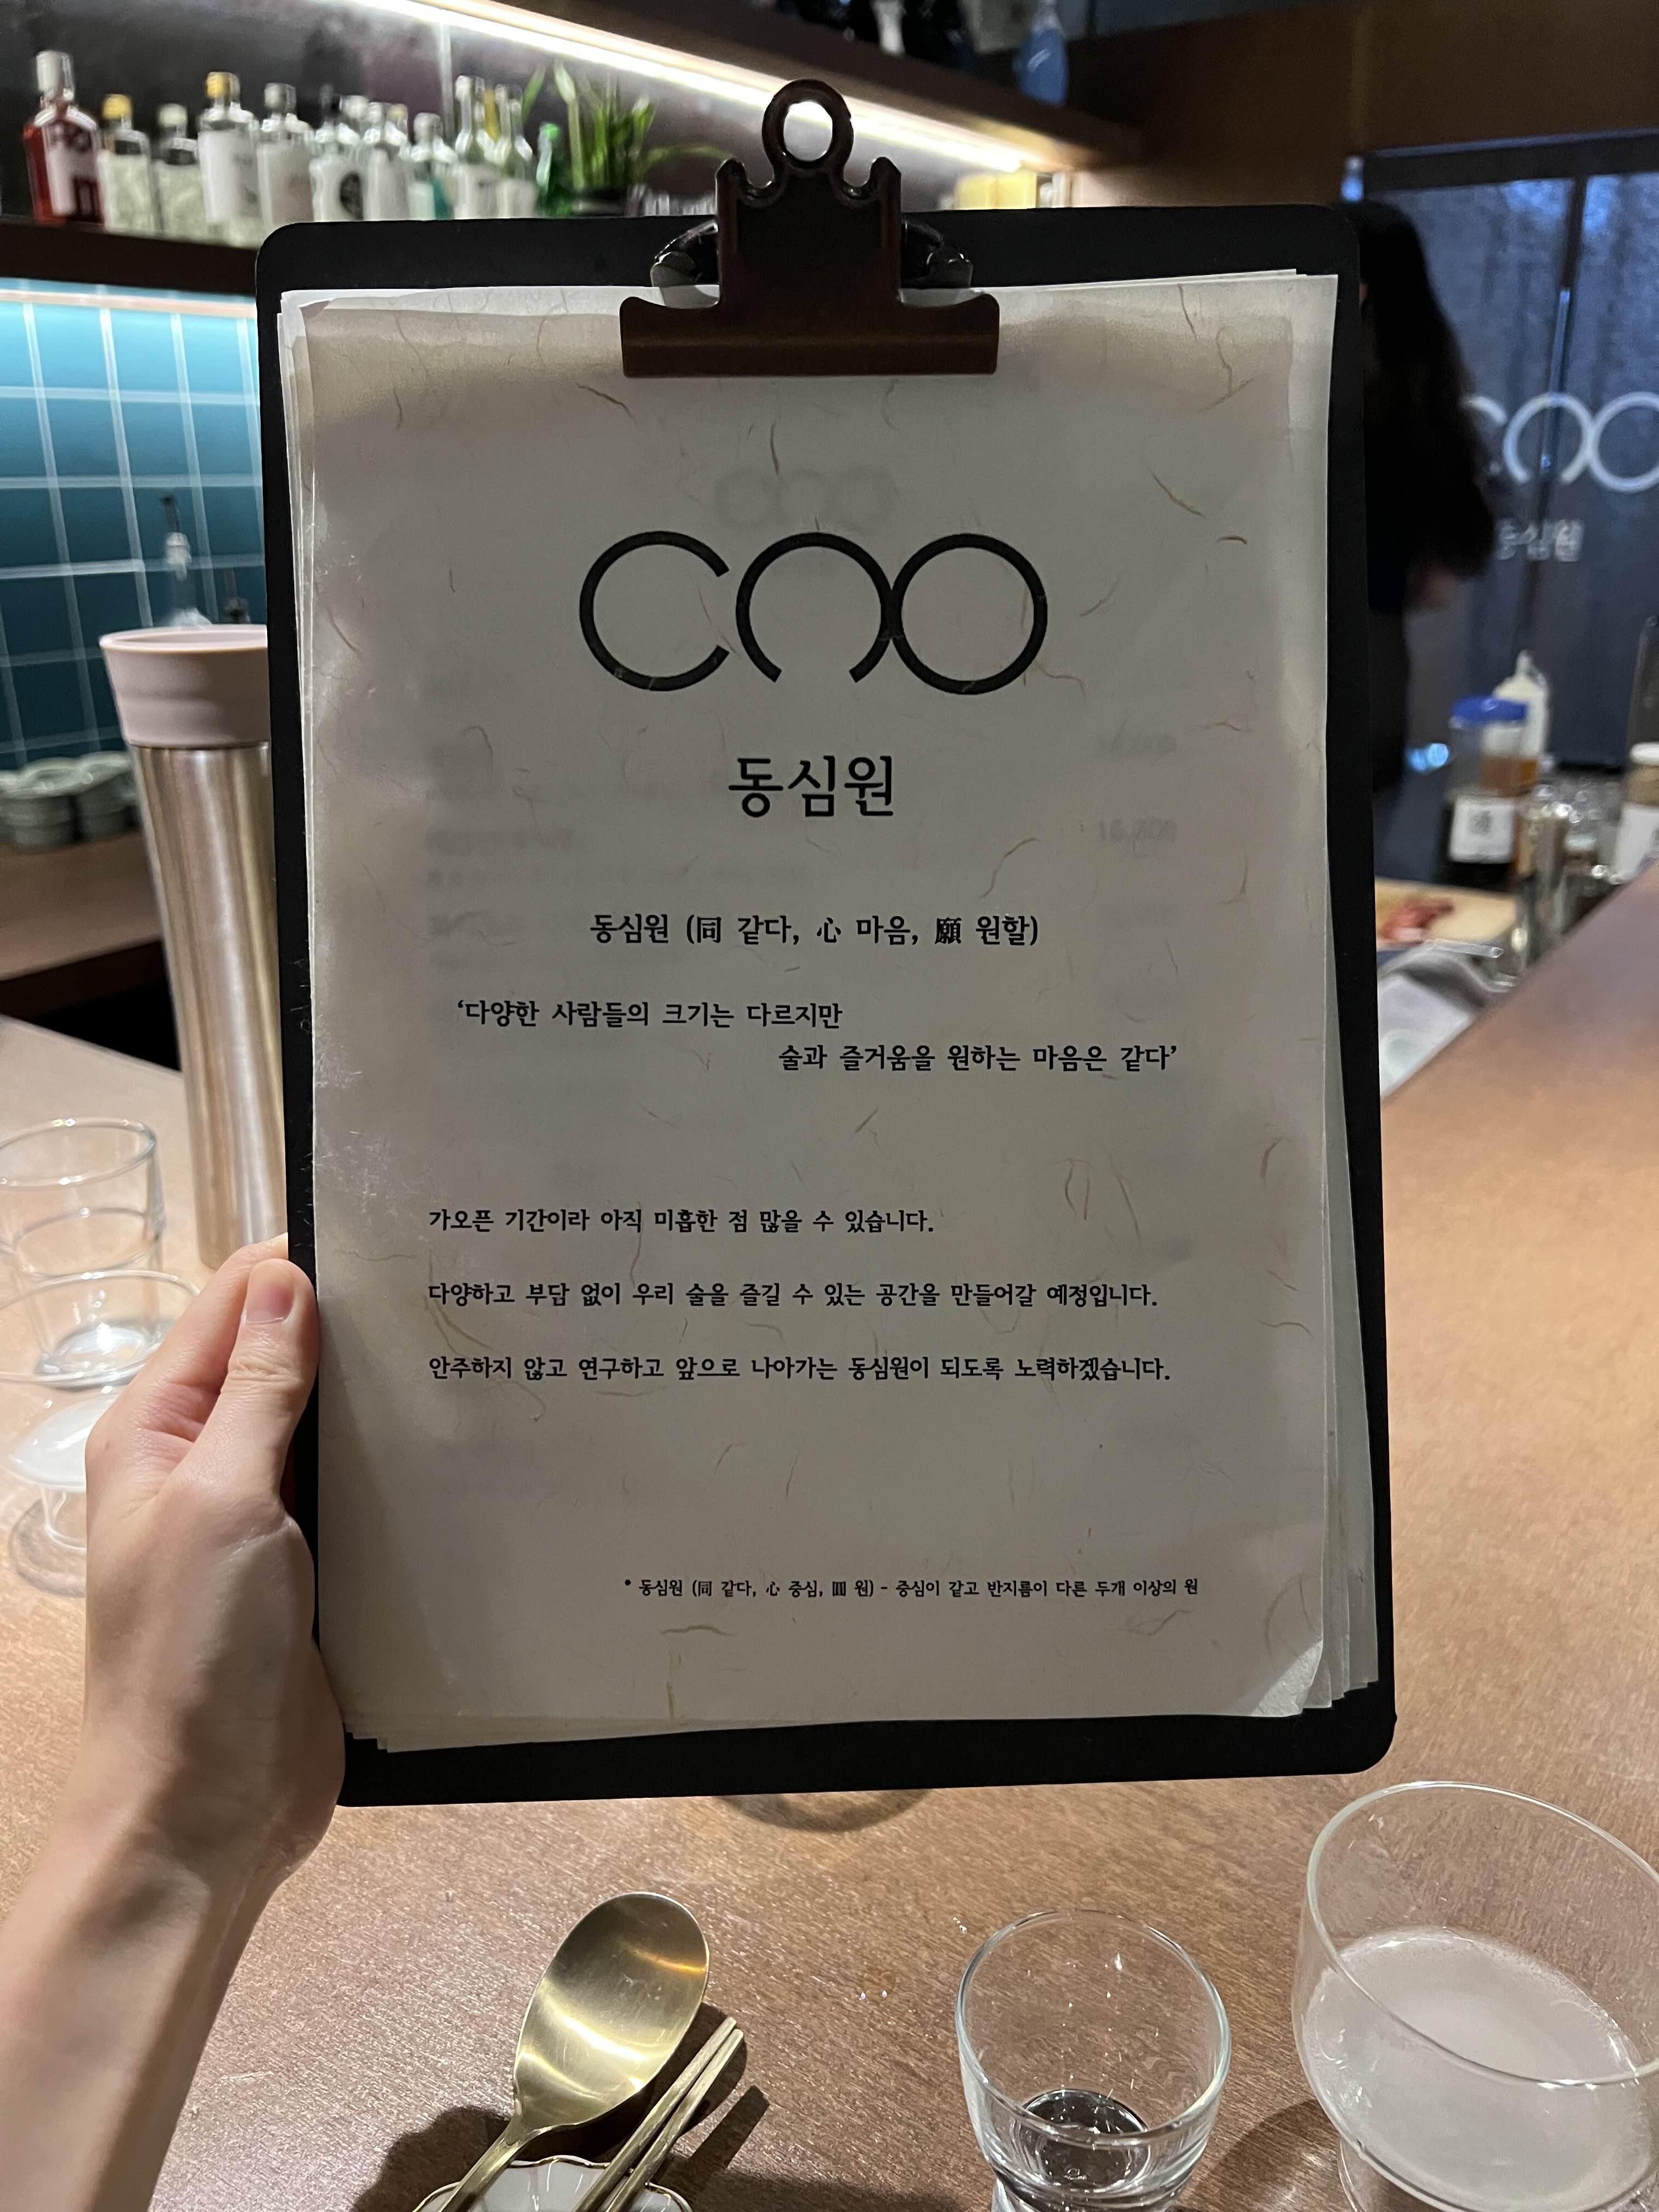 동심원
동심원 (同 같다, 心 마음, 願 원할)
‘다양한 사람들의 크기는 다르지만
술과 즐거움을 원하는 마음은 같다’
가오픈 기간이라 아직 미흡한 점 많을 수 있습니다.
다양하고 부담 없이 우리 술을 즐길 수 있는 공간을 만들어갈 예정입니다.
안주하지 않고 연구하고 앞으로 나아가는 동심원이 되도록 노력하겠습니다.
* 동심원 (同 같다, 心 중심, 圓 원) - 중심이 같고 반지름이 다른 두개 이상의 원
동심원